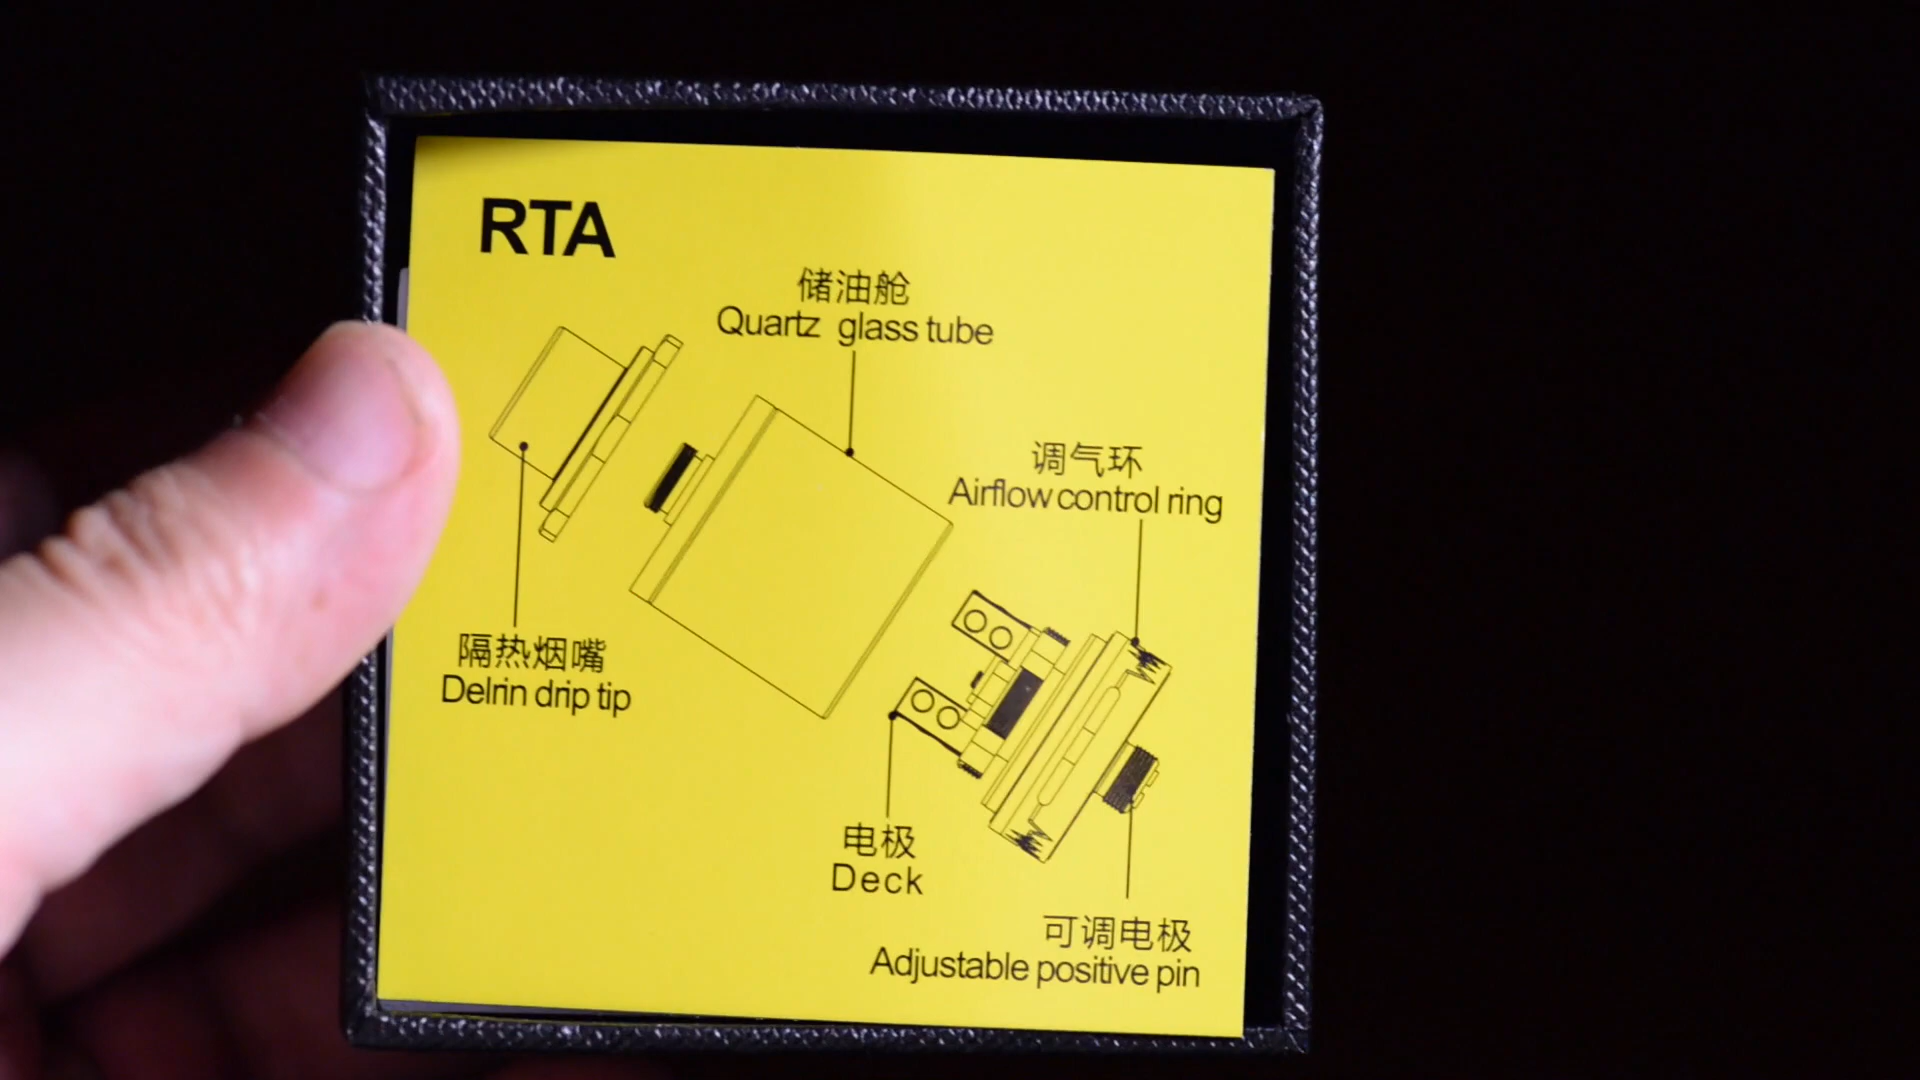 RTA
储油舱
Quartz glass tube
调气环
Airflow control ring
隔热烟嘴
Delrin drip tip
电极
Deck
可调电极
Adjustable positive pin